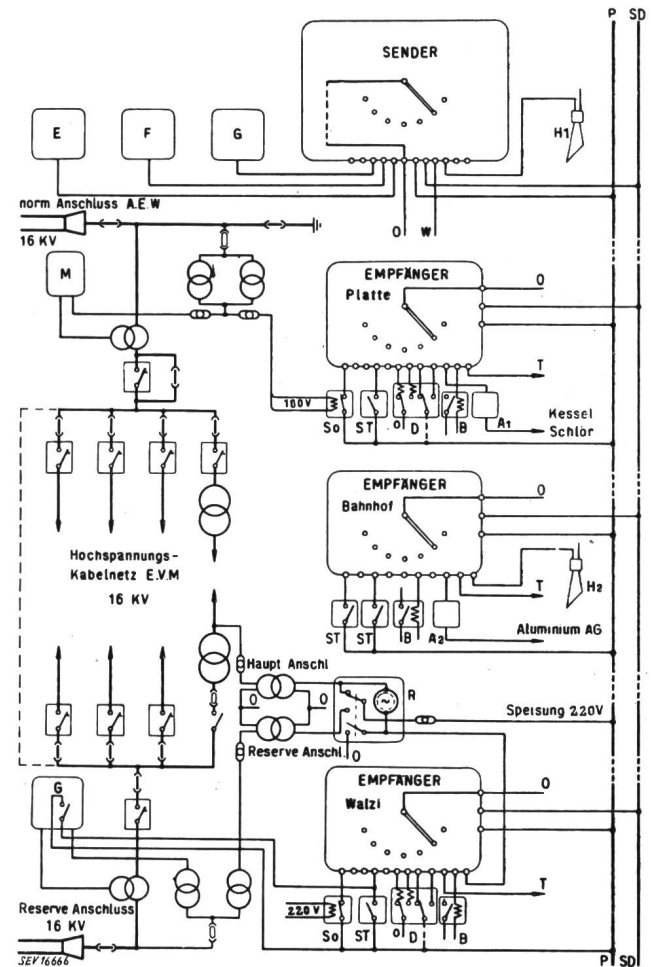 P SD
SENDER
E F G
H1
norm Anschluss A.E.W
16 KV
O W
M
EMPFÄNGER
Platte
O
T
160V
So ST O D B A1
Kessel
Schlör
EMPFÄNGER
Bahnhof
O
Hochspannungs-
Kabelnetz E.V.M
16 KV
T H2
ST ST B A2
Aluminium AG
Haupt Anschl
R
O O
Speisung 220V
Reserve Anschl.
O
EMPFÄNGER
Walzi
O
G
T
220V
Reserve Anschluss
16 KV
So ST O D B
SEV16666
P SD